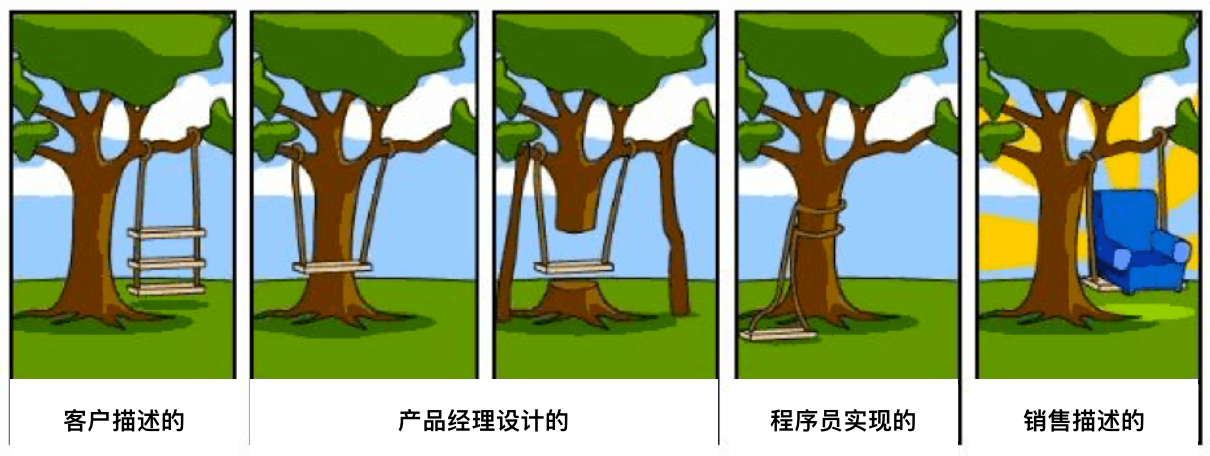 客户描述的
产品经理设计的
程序员实现的
销售描述的